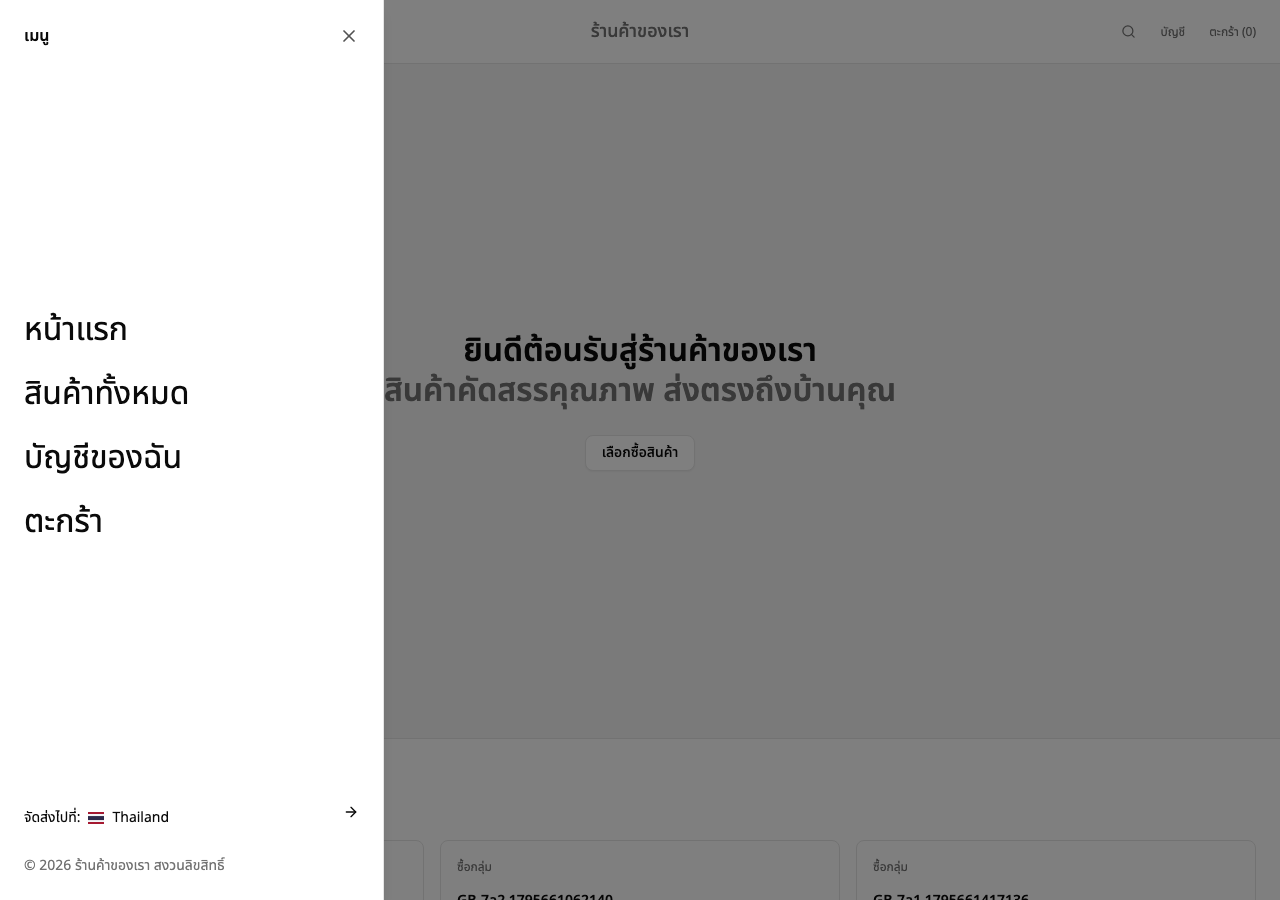 เมนู
ร้านค้าของเรา
บัญชี
ตะกร้า (0)
หน้าแรก
สินค้าทั้งหมด
บัญชีของฉัน
ตะกร้า
ยินดีต้อนรับสู่ร้านค้าของเรา
สินค้าคัดสรรคุณภาพ ส่งตรงถึงบ้านคุณ
เลือกซื้อสินค้า
จัดส่งไปที่: Thailand
© 2026 ร้านค้าของเรา สงวนลิขสิทธิ์
ซื้อกลุ่ม
GB-7a2 1795661062140
ซื้อกลุ่ม
GB-7a1 1795661417136